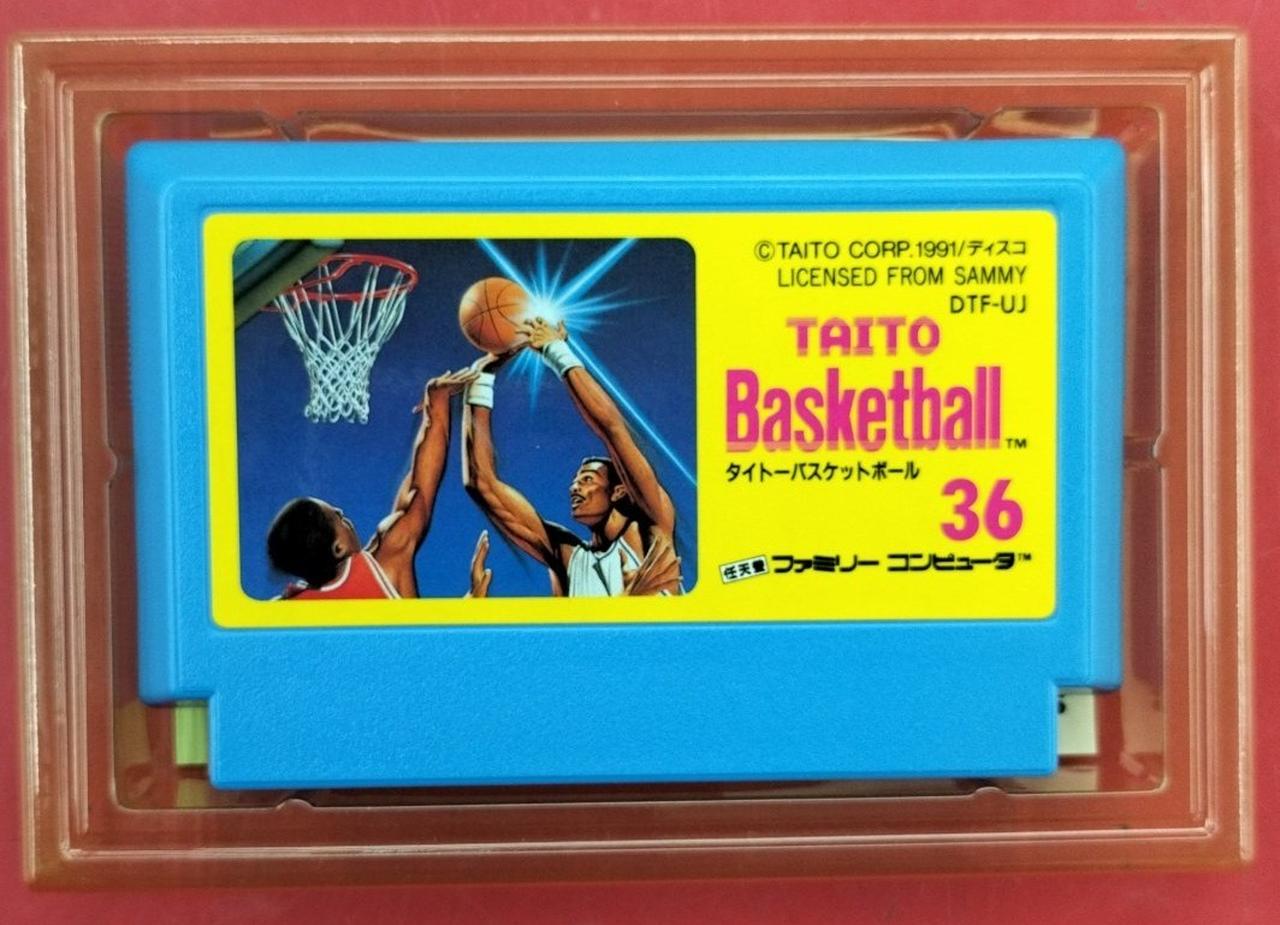 ©TAITO CORP.1991/ディスコ
LICENSED FROM SAMMY
DTF-UJ
TAITO
Basketball™
タイトーバスケットボール
36
任天堂 ファミリー コンピュータ™